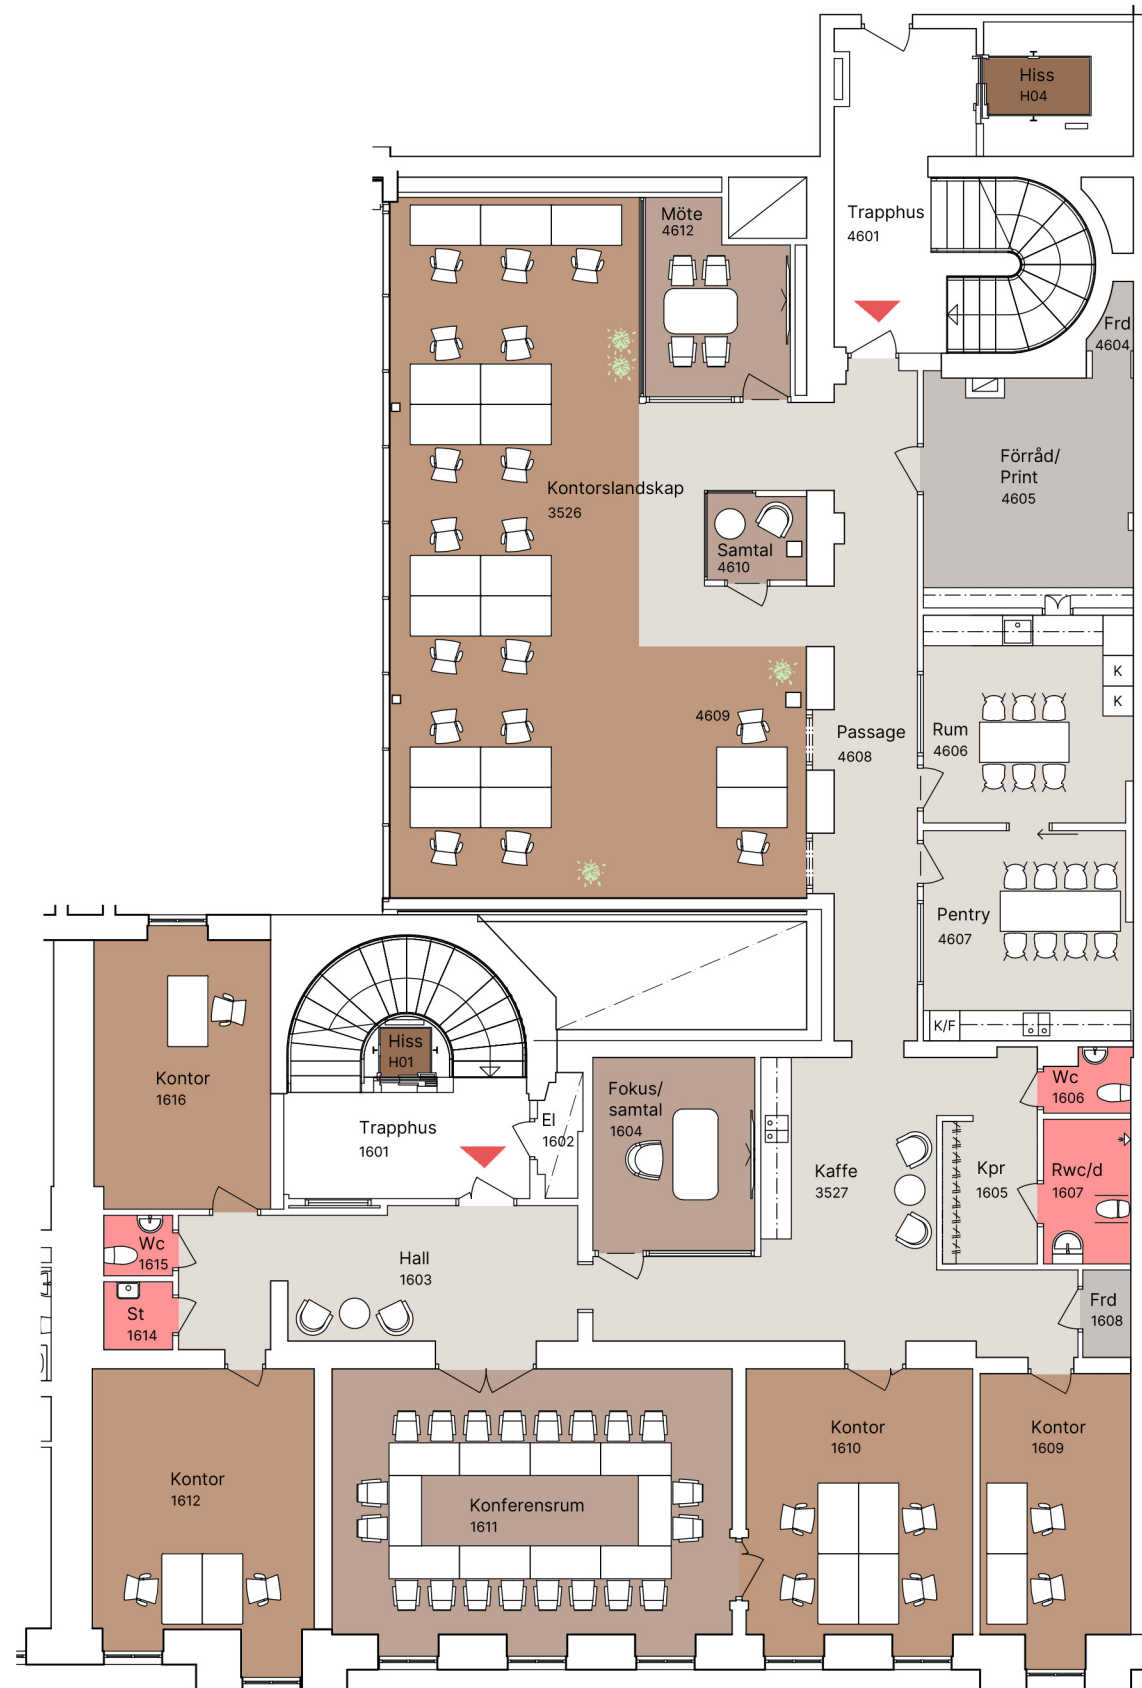 Hiss
H04
Trapphus
4601
Möte
4612
Frd
4604
Förråd/
Print
4605
Kontorslandskap
3526
Samtal
4610
K
K
4609
Passage
4608
Rum
4606
Pentry
4607
K/F
Hiss
H01
Kontor
1616
Trapphus
1601
El
1602
Fokus/
samtal
1604
Wc
1606
Kaffe
3527
Kpr
1605
Rwc/d
1607
Wc
1615
Hall
1603
St
1614
Frd
1608
Kontor
1612
Konferensrum
1611
Kontor
1610
Kontor
1609